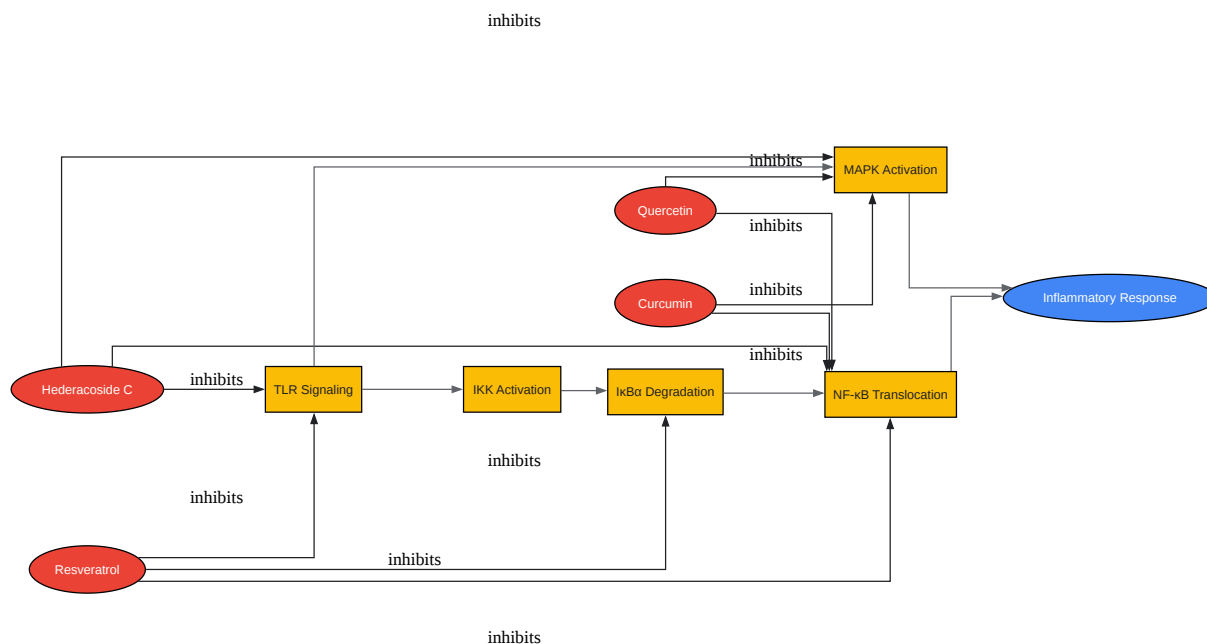 inhibits
inhibits
MAPK Activation
Quercetin
inhibits
inhibits
Curcumin
Inflammatory Response
inhibits
inhibits
Hederacoside C
TLR Signaling
IKK Activation
IκBα Degradation
NF-κB Translocation
inhibits
inhibits
inhibits
Resveratrol
inhibits